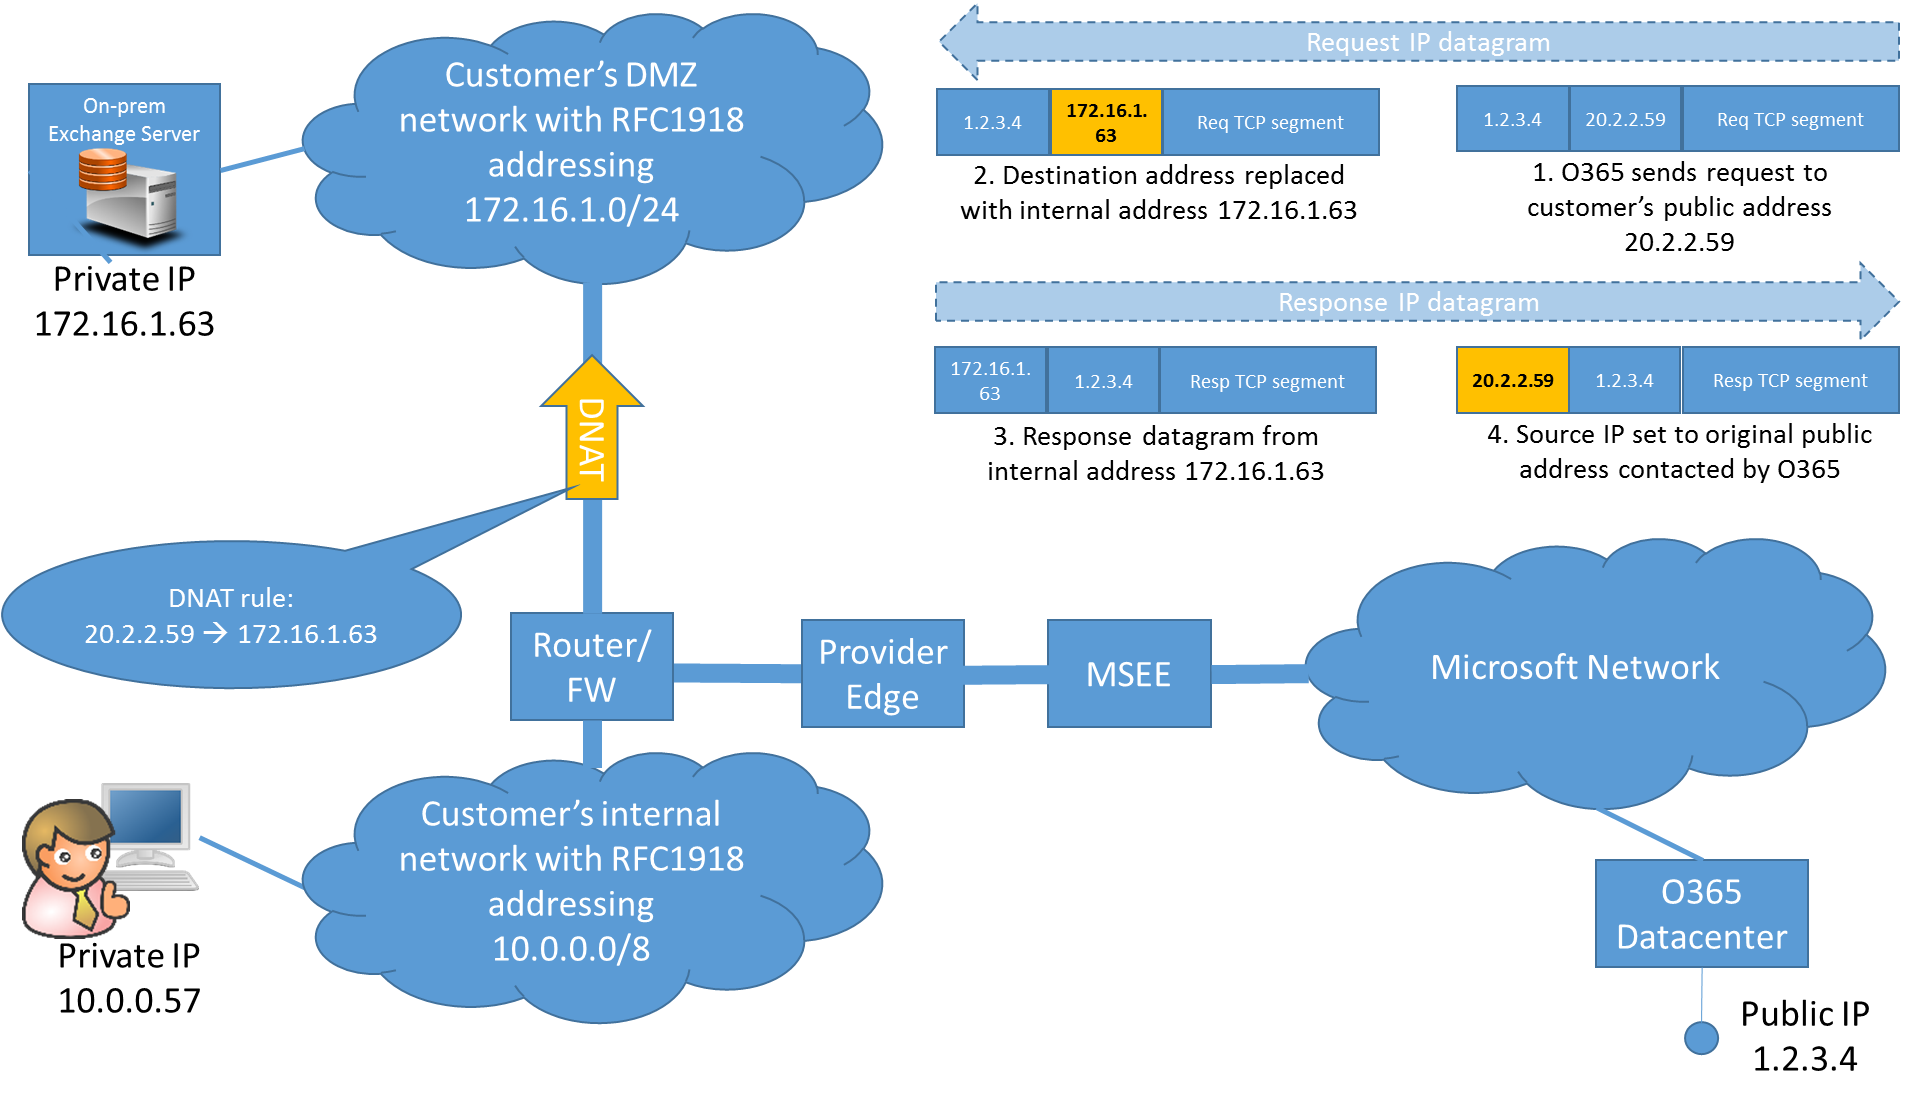 Customer’s DMZ
network with RFC1918
addressing
172.16.1.0/24
On-prem
Exchange Server
Private IP
172.16.1.63
Request IP datagram
1.2.3.4
172.16.1.
63
Req TCP segment
2. Destination address replaced
with internal address 172.16.1.63
1.2.3.4
20.2.2.59
Req TCP segment
1. O365 sends request to
customer’s public address
20.2.2.59
Response IP datagram
172.16.1.
63
1.2.3.4
Resp TCP segment
3. Response datagram from
internal address 172.16.1.63
20.2.2.59
1.2.3.4
Resp TCP segment
4. Source IP set to original public
address contacted by O365
DNAT
DNAT rule:
20.2.2.59 → 172.16.1.63
Router/
FW
Provider
Edge
MSEE
Microsoft Network
Customer’s internal
network with RFC1918
addressing
10.0.0.0/8
Private IP
10.0.0.57
O365
Datacenter
Public IP
1.2.3.4